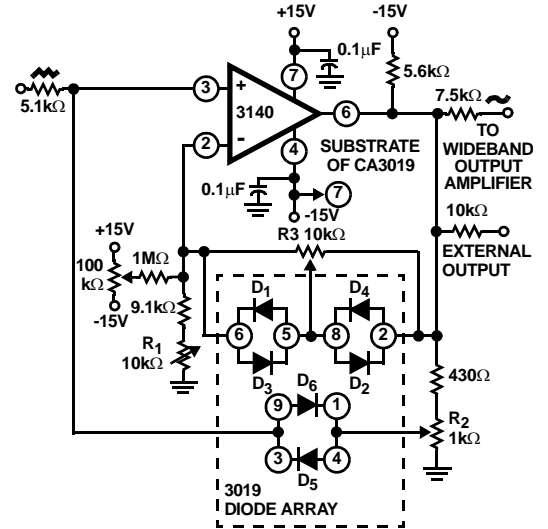 +15V
-15V
0.1μF
5.6kΩ
7
5.1kΩ
3
+
3140
6
7.5kΩ
2
-
4
SUBSTRATE
OF CA3019
TO
WIDEBAND
OUTPUT
AMPLIFIER
0.1μF
7
-15V
10kΩ
EXTERNAL
OUTPUT
+15V
R3 10kΩ
100
kΩ
1MΩ
-15V
9.1kΩ
R1
10kΩ
D1
D4
6
5
8
2
D3
D2
D6
9
1
3
4
D5
430Ω
R2
1kΩ
3019
DIODE ARRAY